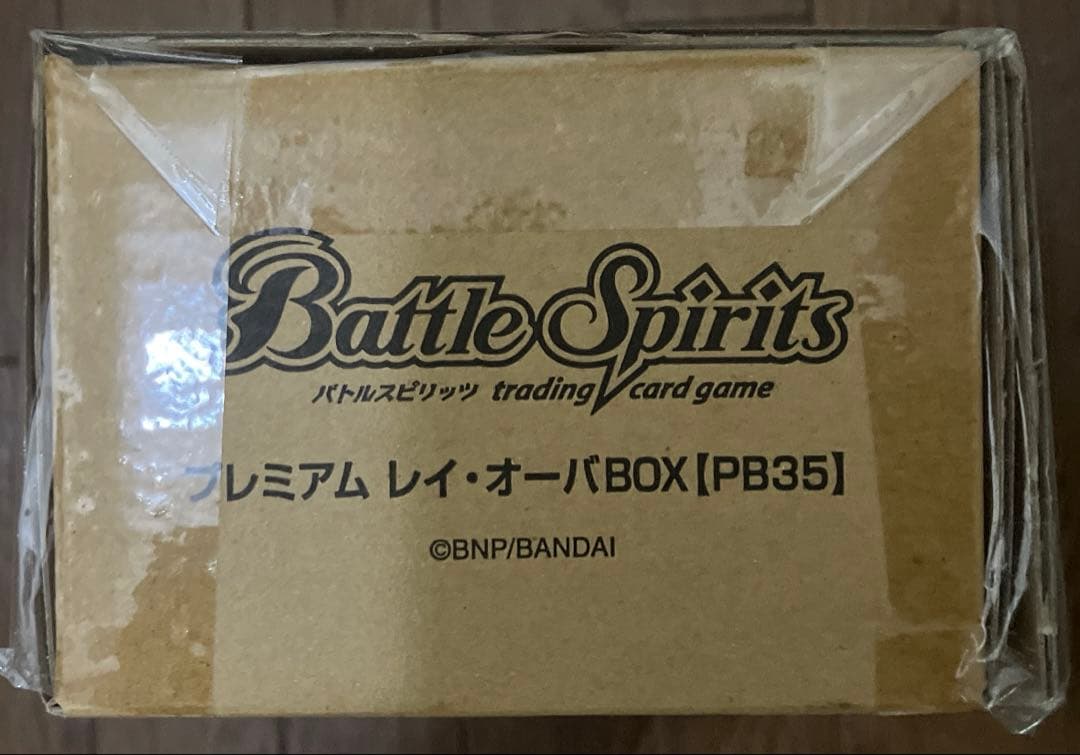 Battle Spirits
バトルスピリッツ trading card game
プレミアム レイ・オーバBOX【PB35】
©BNP/BANDAI